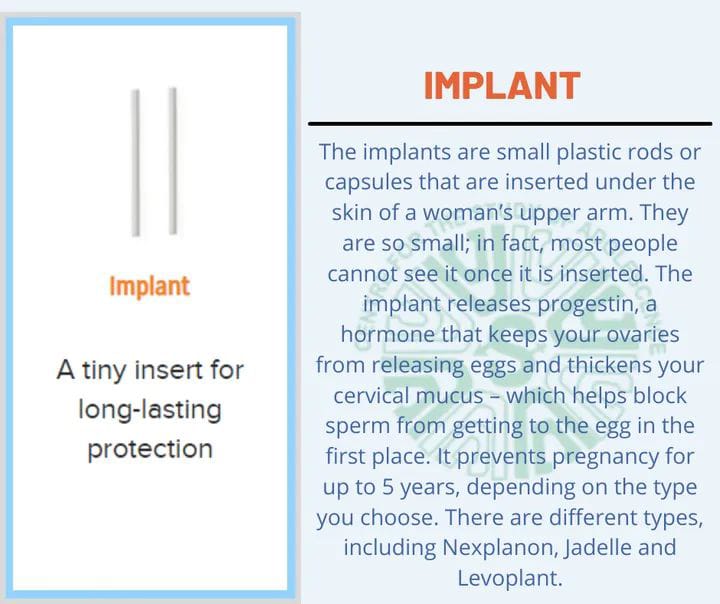 Implant
A tiny insert for
long-lasting
protection
IMPLANT
The implants are small plastic rods or
capsules that are inserted under the
skin of a woman's upper arm. They
are so small; in fact, most people
cannot see it once it is inserted. The
implant releases progestin, a
hormone that keeps your ovaries
from releasing eggs and thickens your
cervical mucus – which helps block
sperm from getting to the egg in the
first place. It prevents pregnancy for
up to 5 years, depending on the type
you choose. There are different types,
including Nexplanon, Jadelle and
Levoplant.